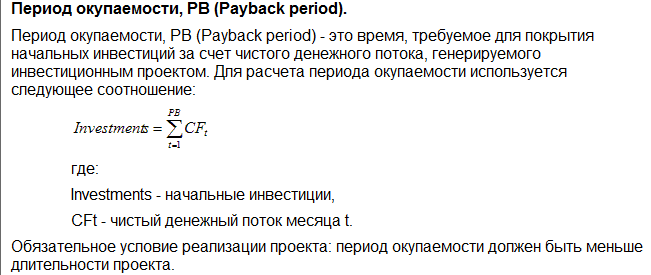 Период окупаемости, PB (Payback period).
Период окупаемости, PB (Payback period) - это время, требуемое для покрытия
начальных инвестиций за счет чистого денежного потока, генерируемого
инвестиционным проектом. Для расчета периода окупаемости используется
следующее соотношение:
Investments = \sum_{t=1}^{PB} CF_t
где:
Investments - начальные инвестиции,
CFt - чистый денежный поток месяца t.
Обязательное условие реализации проекта: период окупаемости должен быть меньше
длительности проекта.